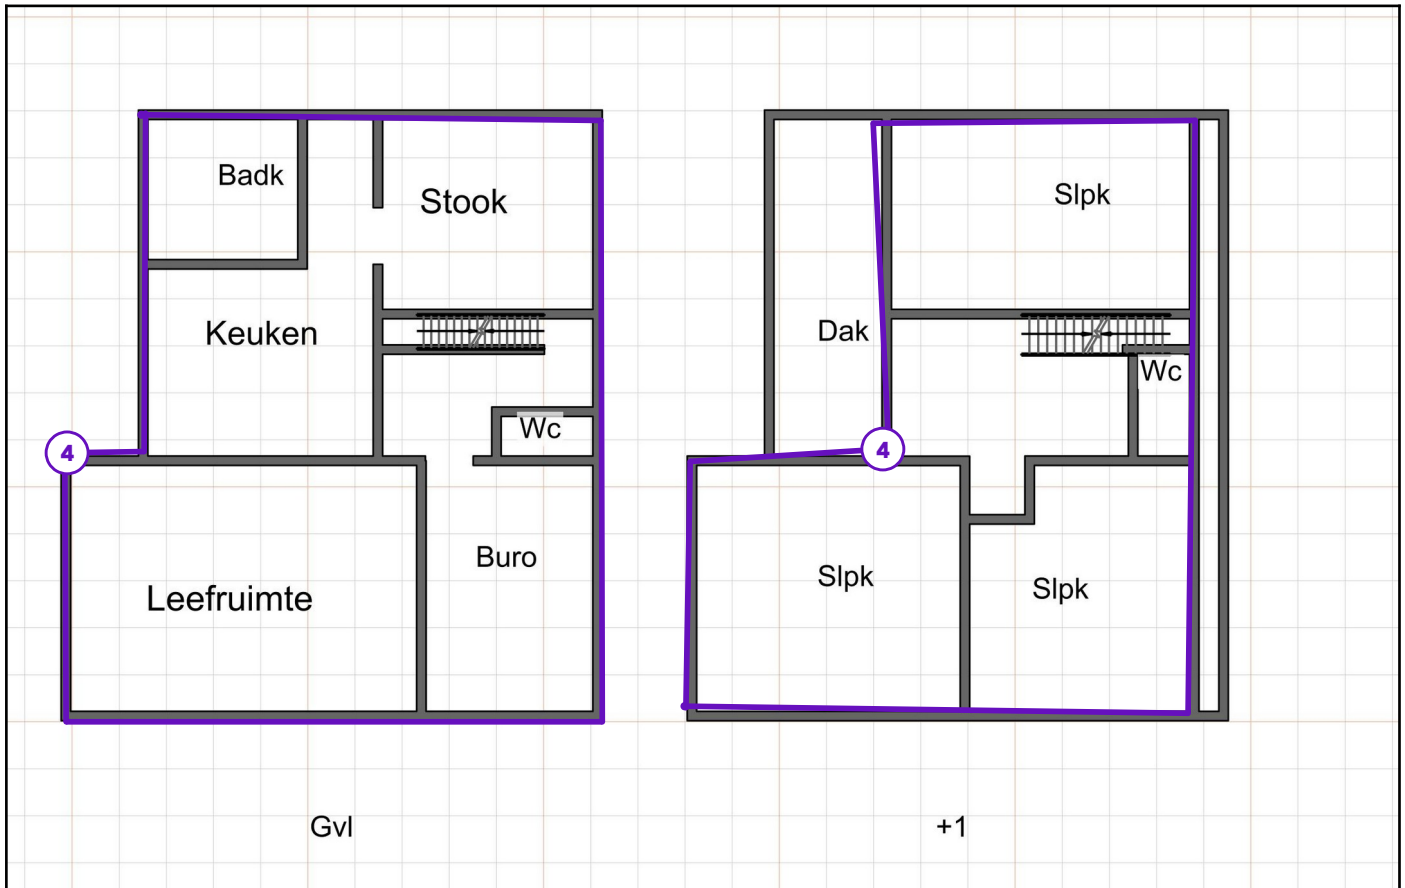 Badk
Stook
Keuken
Wc
4
Leefruimte
Buro
Gvl
Slpk
Dak
Wc
4
Slpk
Slpk
+1